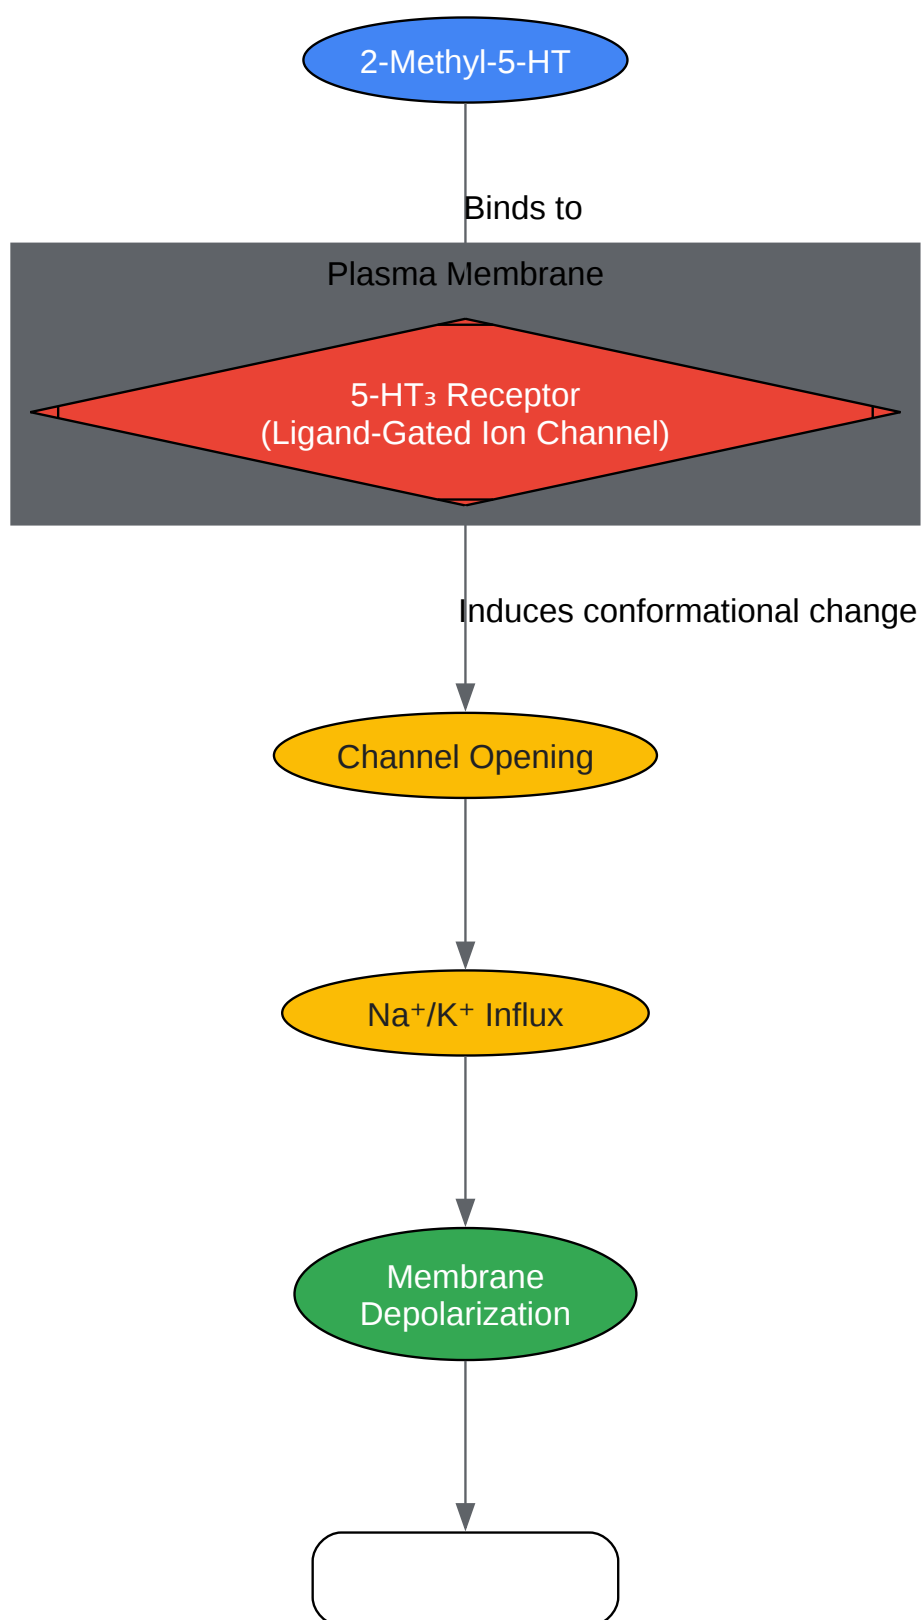 2-Methyl-5-HT
Binds to
Plasma Membrane
5-HT₃ Receptor
(Ligand-Gated Ion Channel)
Induces conformational change
Channel Opening
Na⁺/K⁺ Influx
Membrane
Depolarization